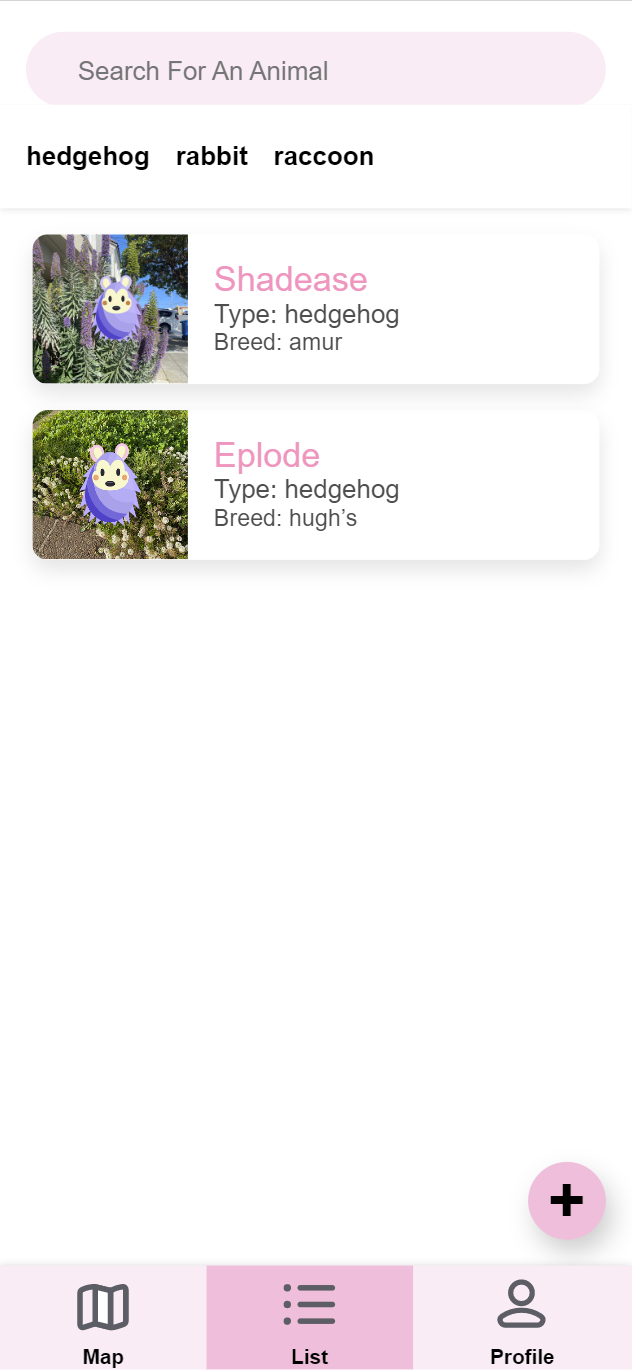 Search For An Animal
hedgehog rabbit raccoon
Shadease
Type: hedgehog
Breed: amur
Eplode
Type: hedgehog
Breed: hugh’s
+
Map List Profile